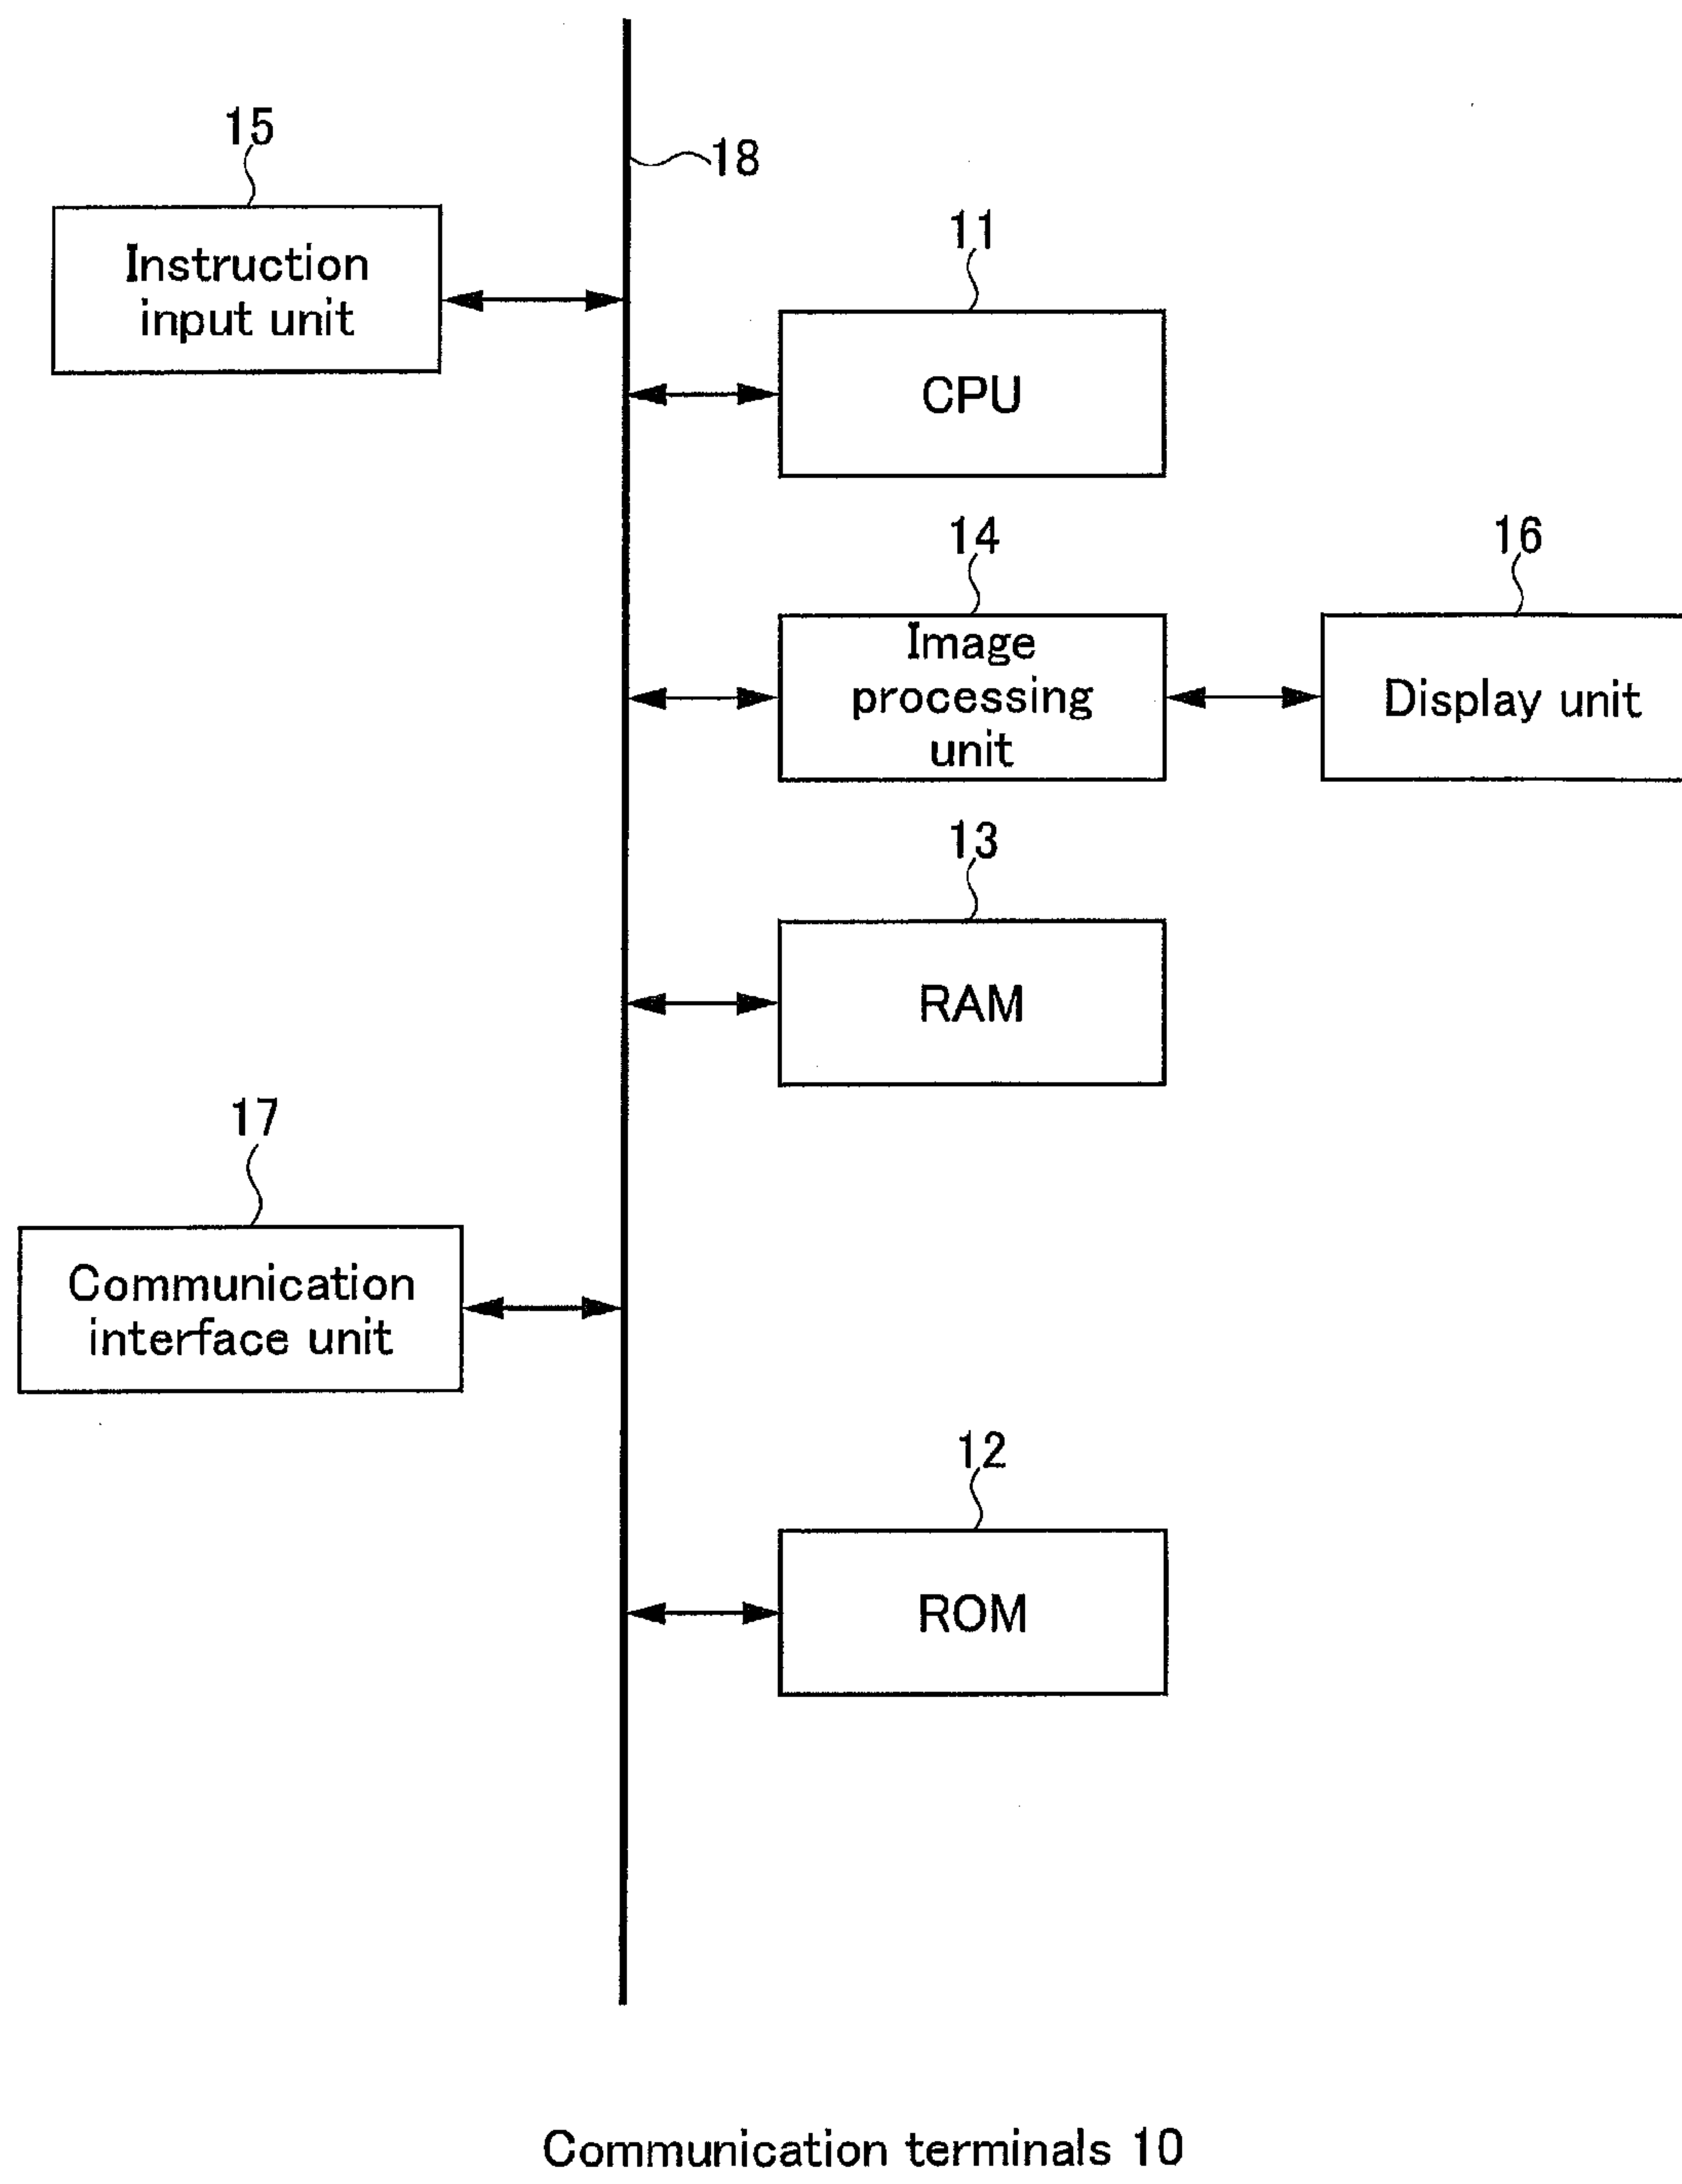 15
18
Instruction
input unit
11
CPU
14
16
Image
processing
unit
Display unit
13
RAM
17
Communication
interface unit
12
ROM
Communication terminals 10